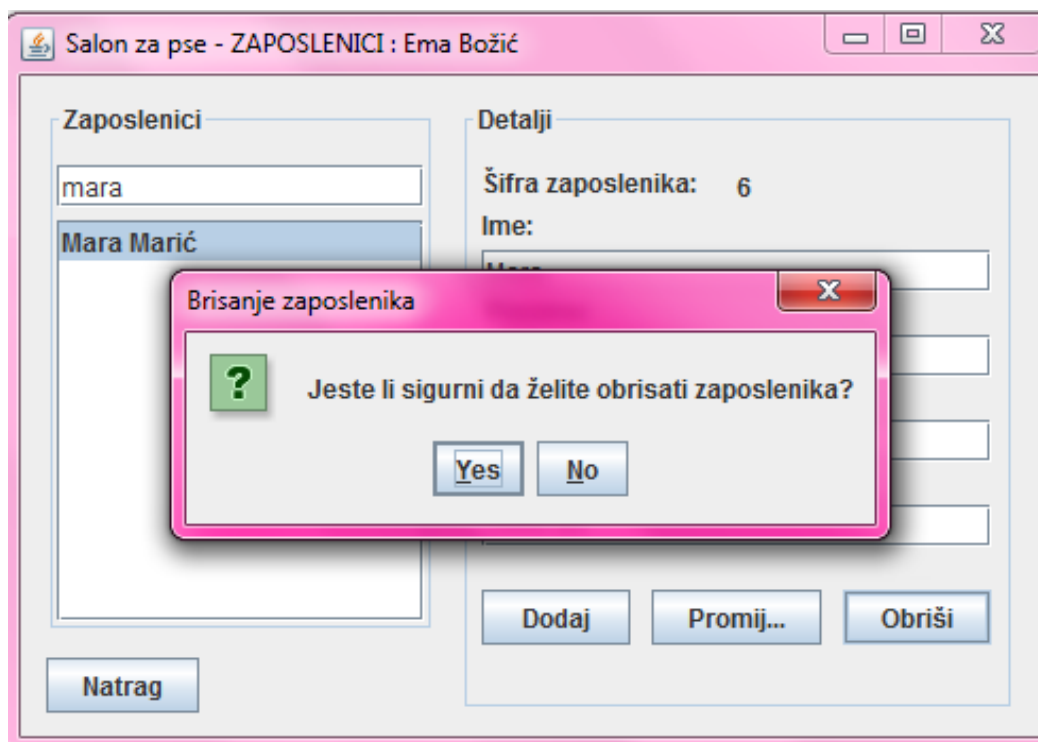 Salon za pse - ZAPOSLENICI : Ema Božić
Zaposlenici
mara
Mara Marić
Detalji
Šifra zaposlenika: 6
Ime:
Brisanje zaposlenika
Jeste li sigurni da želite obrisati zaposlenika?
Yes No
Dodaj Promij... Obriši
Natrag